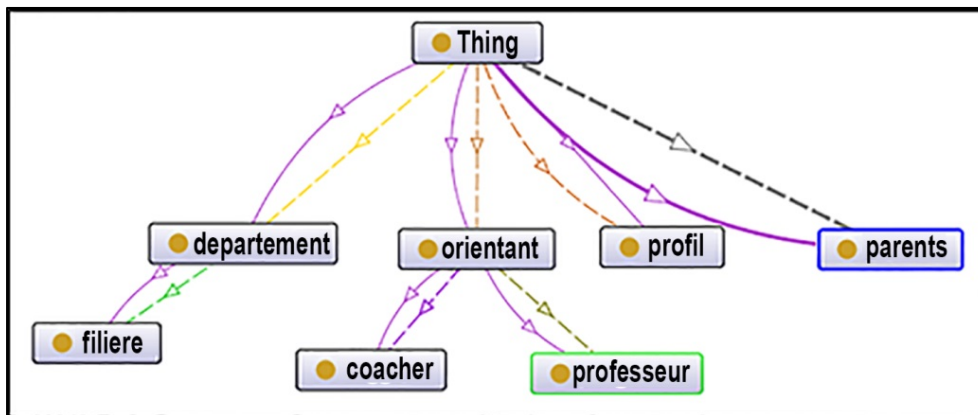 Thing
departement
orientant
profil
parents
filiere
coacher
professeur